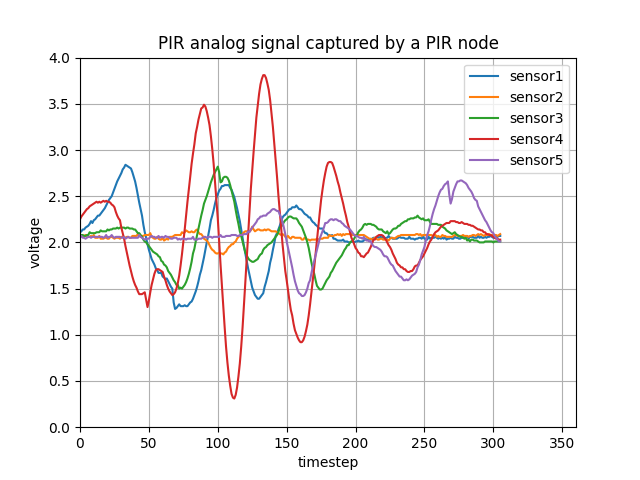 PIR analog signal captured by a PIR node
4.0
3.5
3.0
2.5
2.0
1.5
1.0
0.5
0.0
voltage
sensor1
sensor2
sensor3
sensor4
sensor5
0 50 100 150 200 250 300 350
timestep